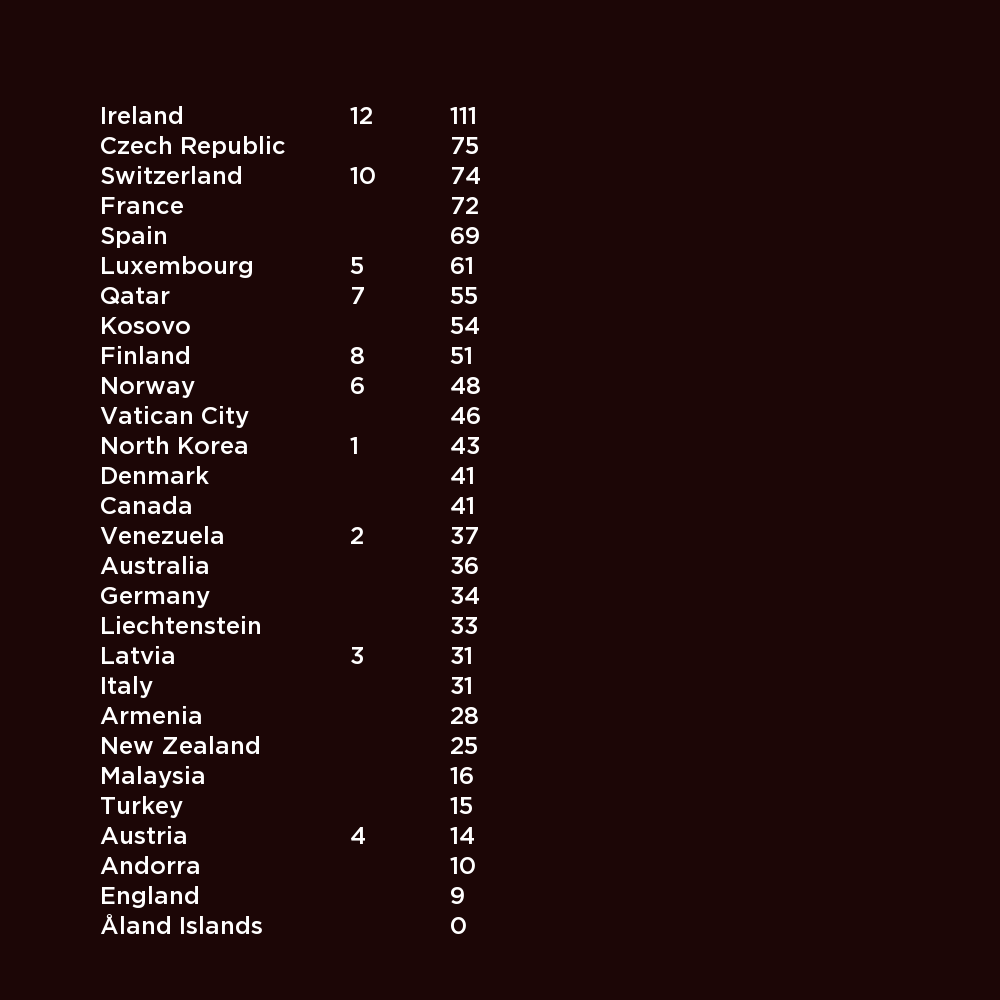 Ireland 12 111
Czech Republic 75
Switzerland 10 74
France 72
Spain 69
Luxembourg 5 61
Qatar 7 55
Kosovo 54
Finland 8 51
Norway 6 48
Vatican City 46
North Korea 1 43
Denmark 41
Canada 41
Venezuela 2 37
Australia 36
Germany 34
Liechtenstein 33
Latvia 3 31
Italy 31
Armenia 28
New Zealand 25
Malaysia 16
Turkey 15
Austria 4 14
Andorra 10
England 9
Åland Islands 0